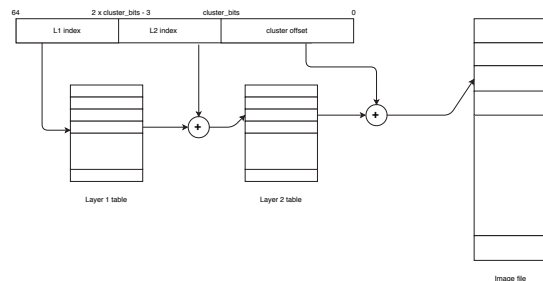 64 2 x cluster_bits - 3 cluster_bits 0
L1 index L2 index cluster offset
+ +
Layer 1 table Layer 2 table
Image file